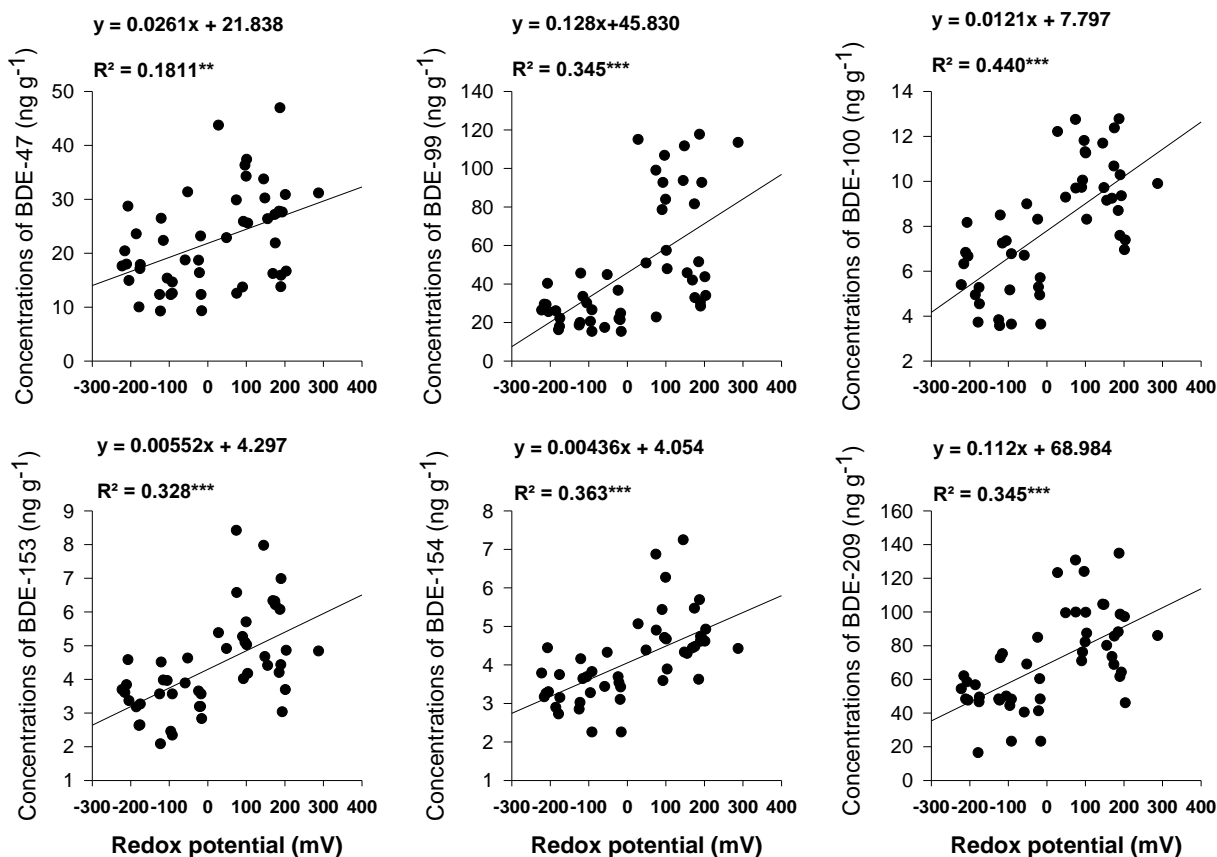 y = 0.0261x + 21.838
R² = 0.1811**
Concentrations of BDE-47 (ng g⁻¹)
50
40
30
20
10
0
-300-200 -100 0 100 200 300 400
y = 0.128x+45.830
R² = 0.345***
Concentrations of BDE-99 (ng g⁻¹)
140
120
100
80
60
40
20
0
-300-200 -100 0 100 200 300 400
y = 0.0121x + 7.797
R² = 0.440***
Concentrations of BDE-100 (ng g⁻¹)
14
12
10
8
6
4
2
-300-200 -100 0 100 200 300 400
y = 0.00552x + 4.297
R² = 0.328***
Concentrations of BDE-153 (ng g⁻¹)
9
8
7
6
5
4
3
2
1
-300-200 -100 0 100 200 300 400
Redox potential (mV)
y = 0.00436x + 4.054
R² = 0.363***
Concentrations of BDE-154 (ng g⁻¹)
8
7
6
5
4
3
2
1
-300-200 -100 0 100 200 300 400
Redox potential (mV)
y = 0.112x + 68.984
R² = 0.345***
Concentrations of BDE-209 (ng g⁻¹)
160
140
120
100
80
60
40
20
0
-300-200 -100 0 100 200 300 400
Redox potential (mV)